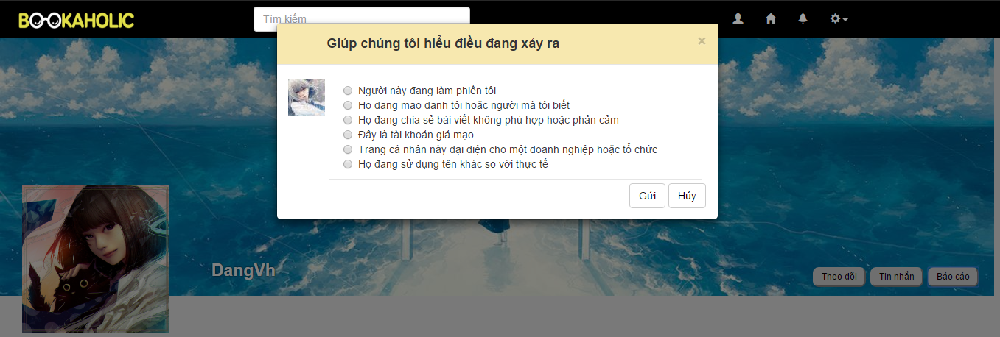 BOOKAHOLIC
Tìm kiếm
Giúp chúng tôi hiểu điều đang xảy ra
×
Người này đang làm phiền tôi
Họ đang mạo danh tôi hoặc người mà tôi biết
Họ đang chia sẻ bài viết không phù hợp hoặc phản cảm
Đây là tài khoản giả mạo
Trang cá nhân này đại diện cho một doanh nghiệp hoặc tổ chức
Họ đang sử dụng tên khác so với thực tế
Gửi Hủy
DangVh
Theo dõi Tin nhắn Báo cáo